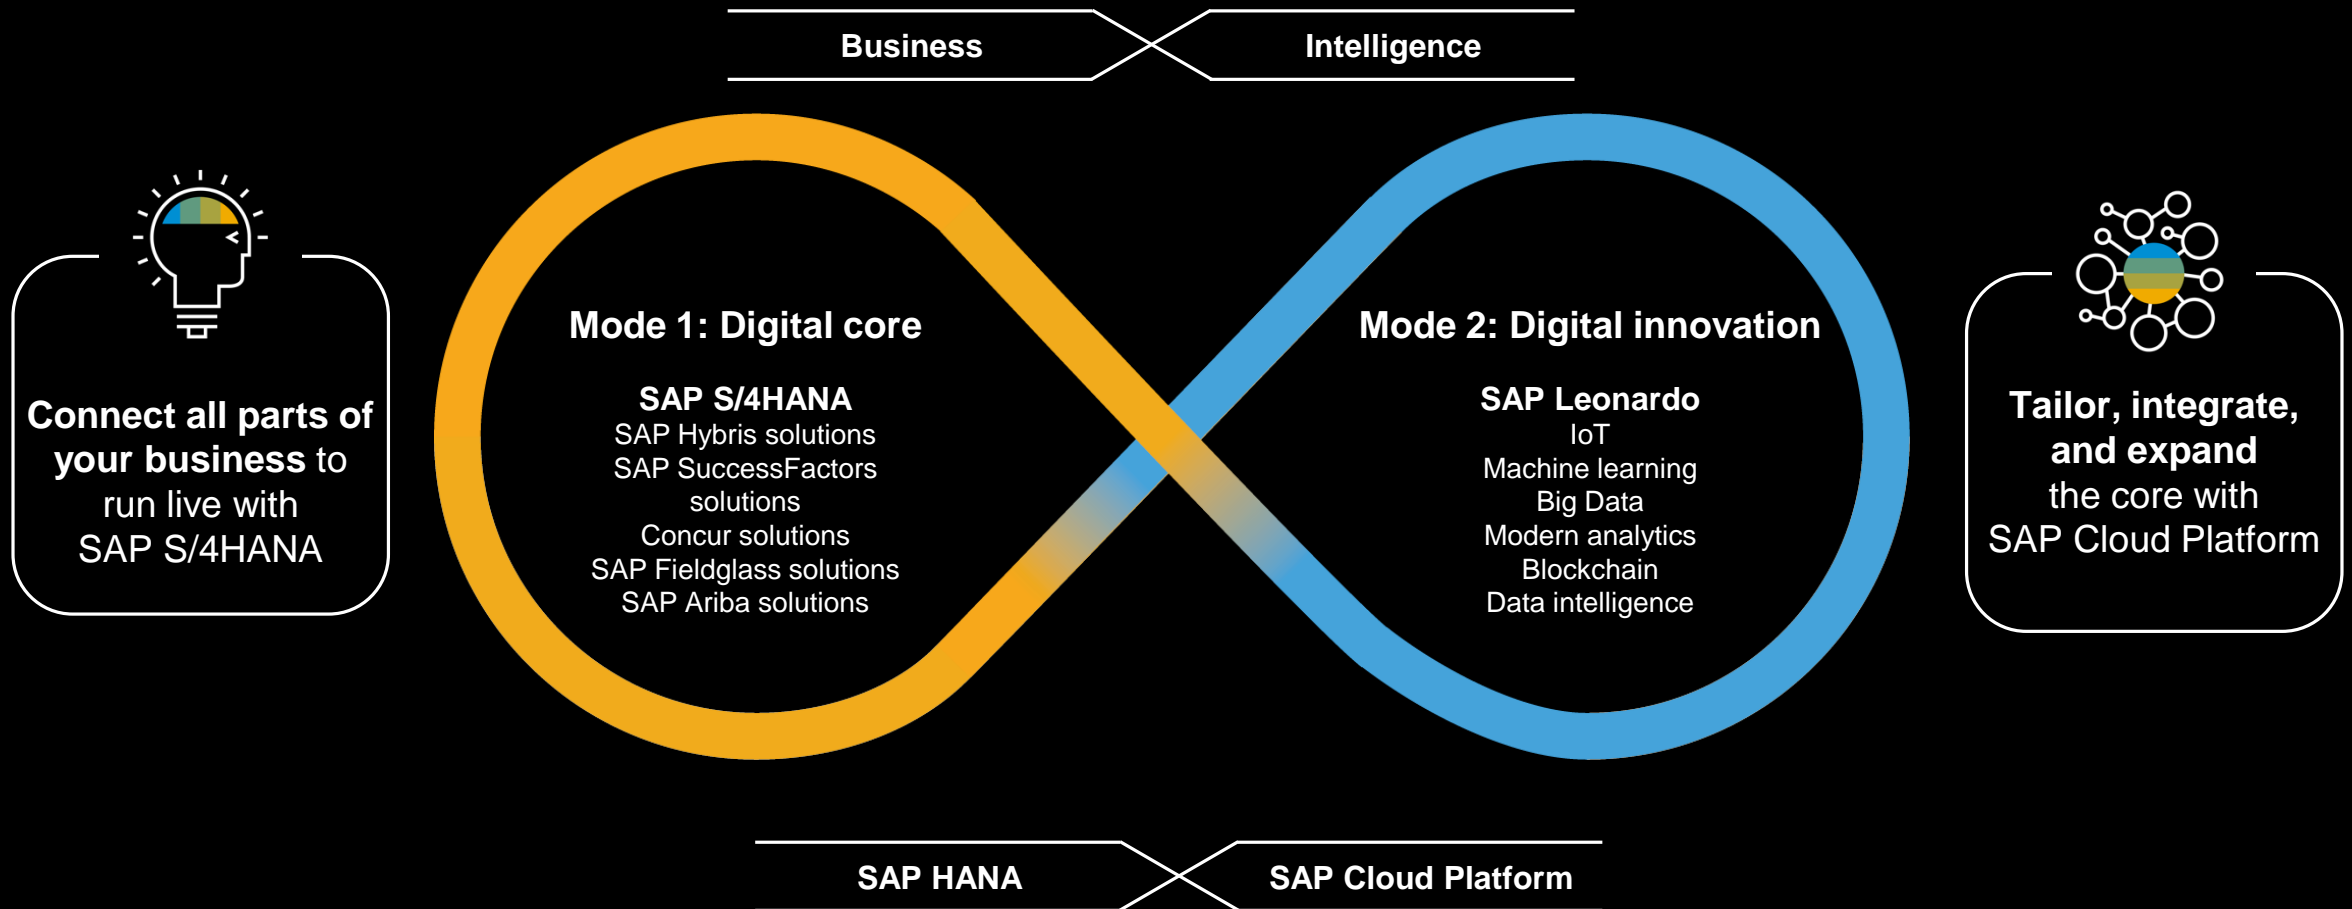 Business
Intelligence
Connect all parts of
your business to
run live with
SAP S/4HANA
Mode 1: Digital core
SAP S/4HANA
SAP Hybris solutions
SAP SuccessFactors
solutions
Concur solutions
SAP Fieldglass solutions
SAP Ariba solutions
Mode 2: Digital innovation
SAP Leonardo
IoT
Machine learning
Big Data
Modern analytics
Blockchain
Data intelligence
Tailor, integrate,
and expand
the core with
SAP Cloud Platform
SAP HANA
SAP Cloud Platform